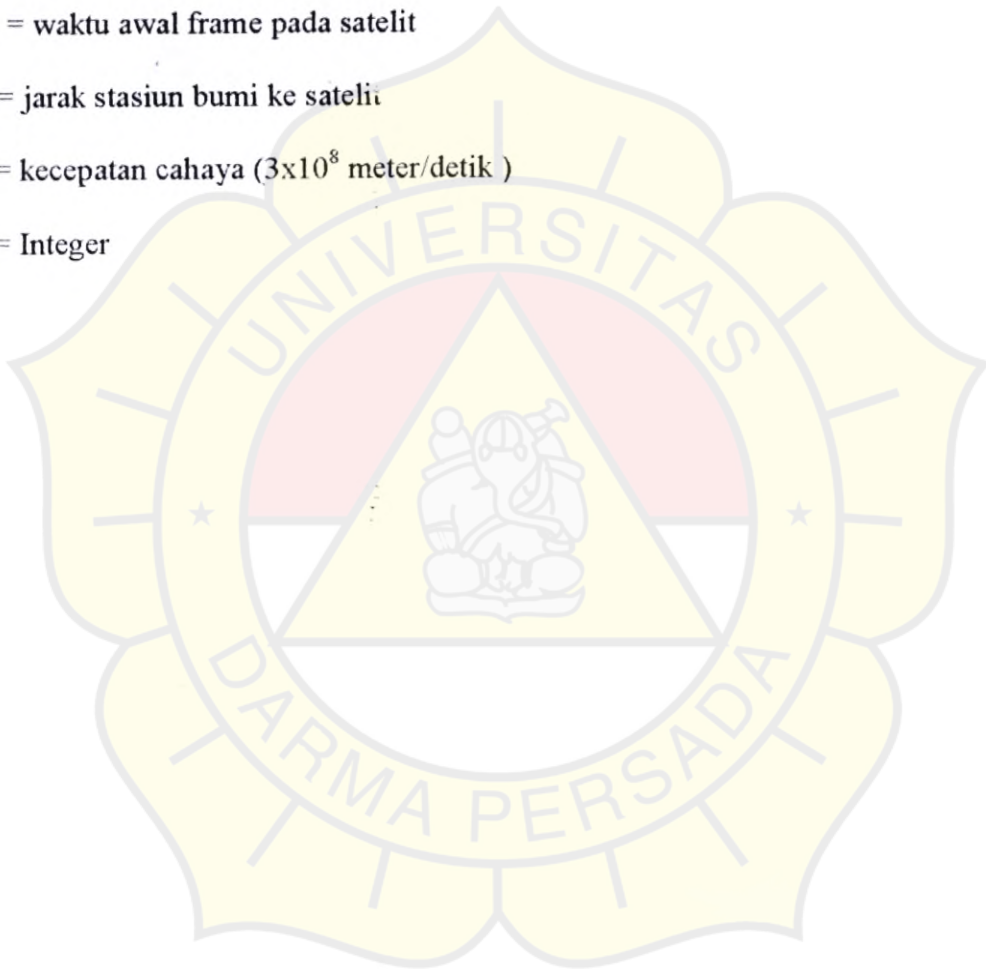 = waktu awal frame pada satelit
= jarak stasiun bumi ke satelit
= kecepatan cahaya (3x10⁸ meter/detik )
= Integer
UNIVERSITAS
DARMA PERSADA